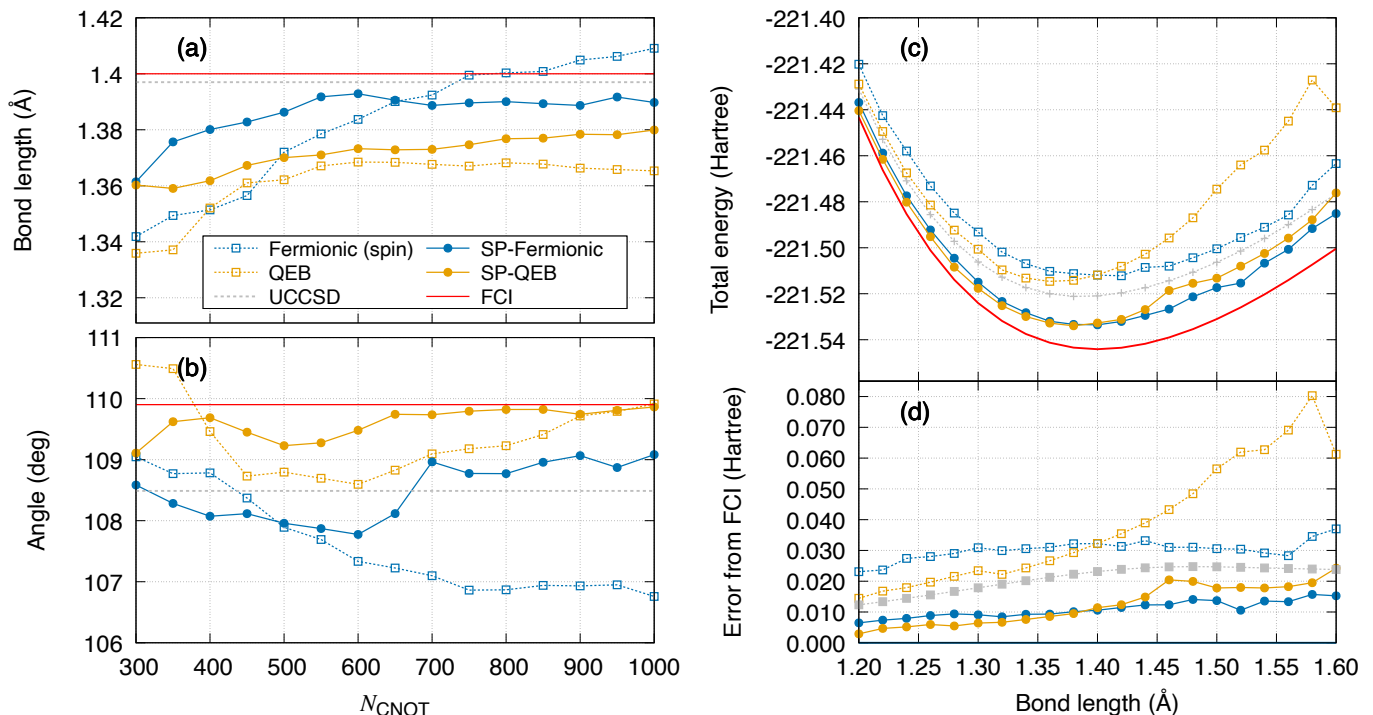 (a)
Bond length (Å)
1.42
1.4
1.38
1.36
1.34
1.32
Fermionic (spin)
SP-Fermionic
QEB
SP-QEB
UCCSD
FCI
(b)
Angle (deg)
111
110
109
108
107
106
300 400 500 600 700 800 900 1000
N_CNOT
(c)
Total energy (Hartree)
-221.40
-221.42
-221.44
-221.46
-221.48
-221.50
-221.52
-221.54
(d)
Error from FCI (Hartree)
0.080
0.070
0.060
0.050
0.040
0.030
0.020
0.010
0.000
1.20 1.25 1.30 1.35 1.40 1.45 1.50 1.55 1.60
Bond length (Å)